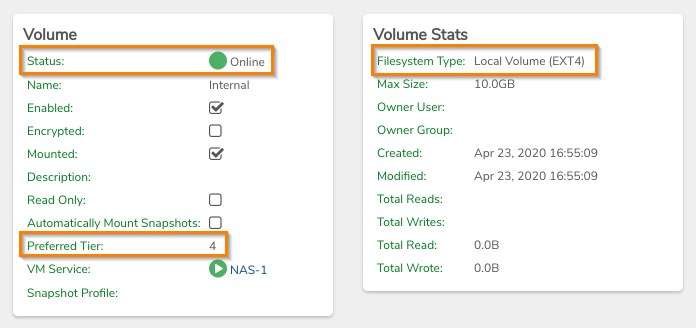 Volume
Status: Online
Name: Internal
Enabled:
Encrypted:
Mounted:
Description:
Read Only:
Automatically Mount Snapshots:
Preferred Tier: 4
VM Service: NAS-1
Snapshot Profile:
Volume Stats
Filesystem Type: Local Volume (EXT4)
Max Size: 10.0GB
Owner User:
Owner Group:
Created: Apr 23, 2020 16:55:09
Modified: Apr 23, 2020 16:55:09
Total Reads:
Total Writes:
Total Read: 0.0B
Total Wrote: 0.0B